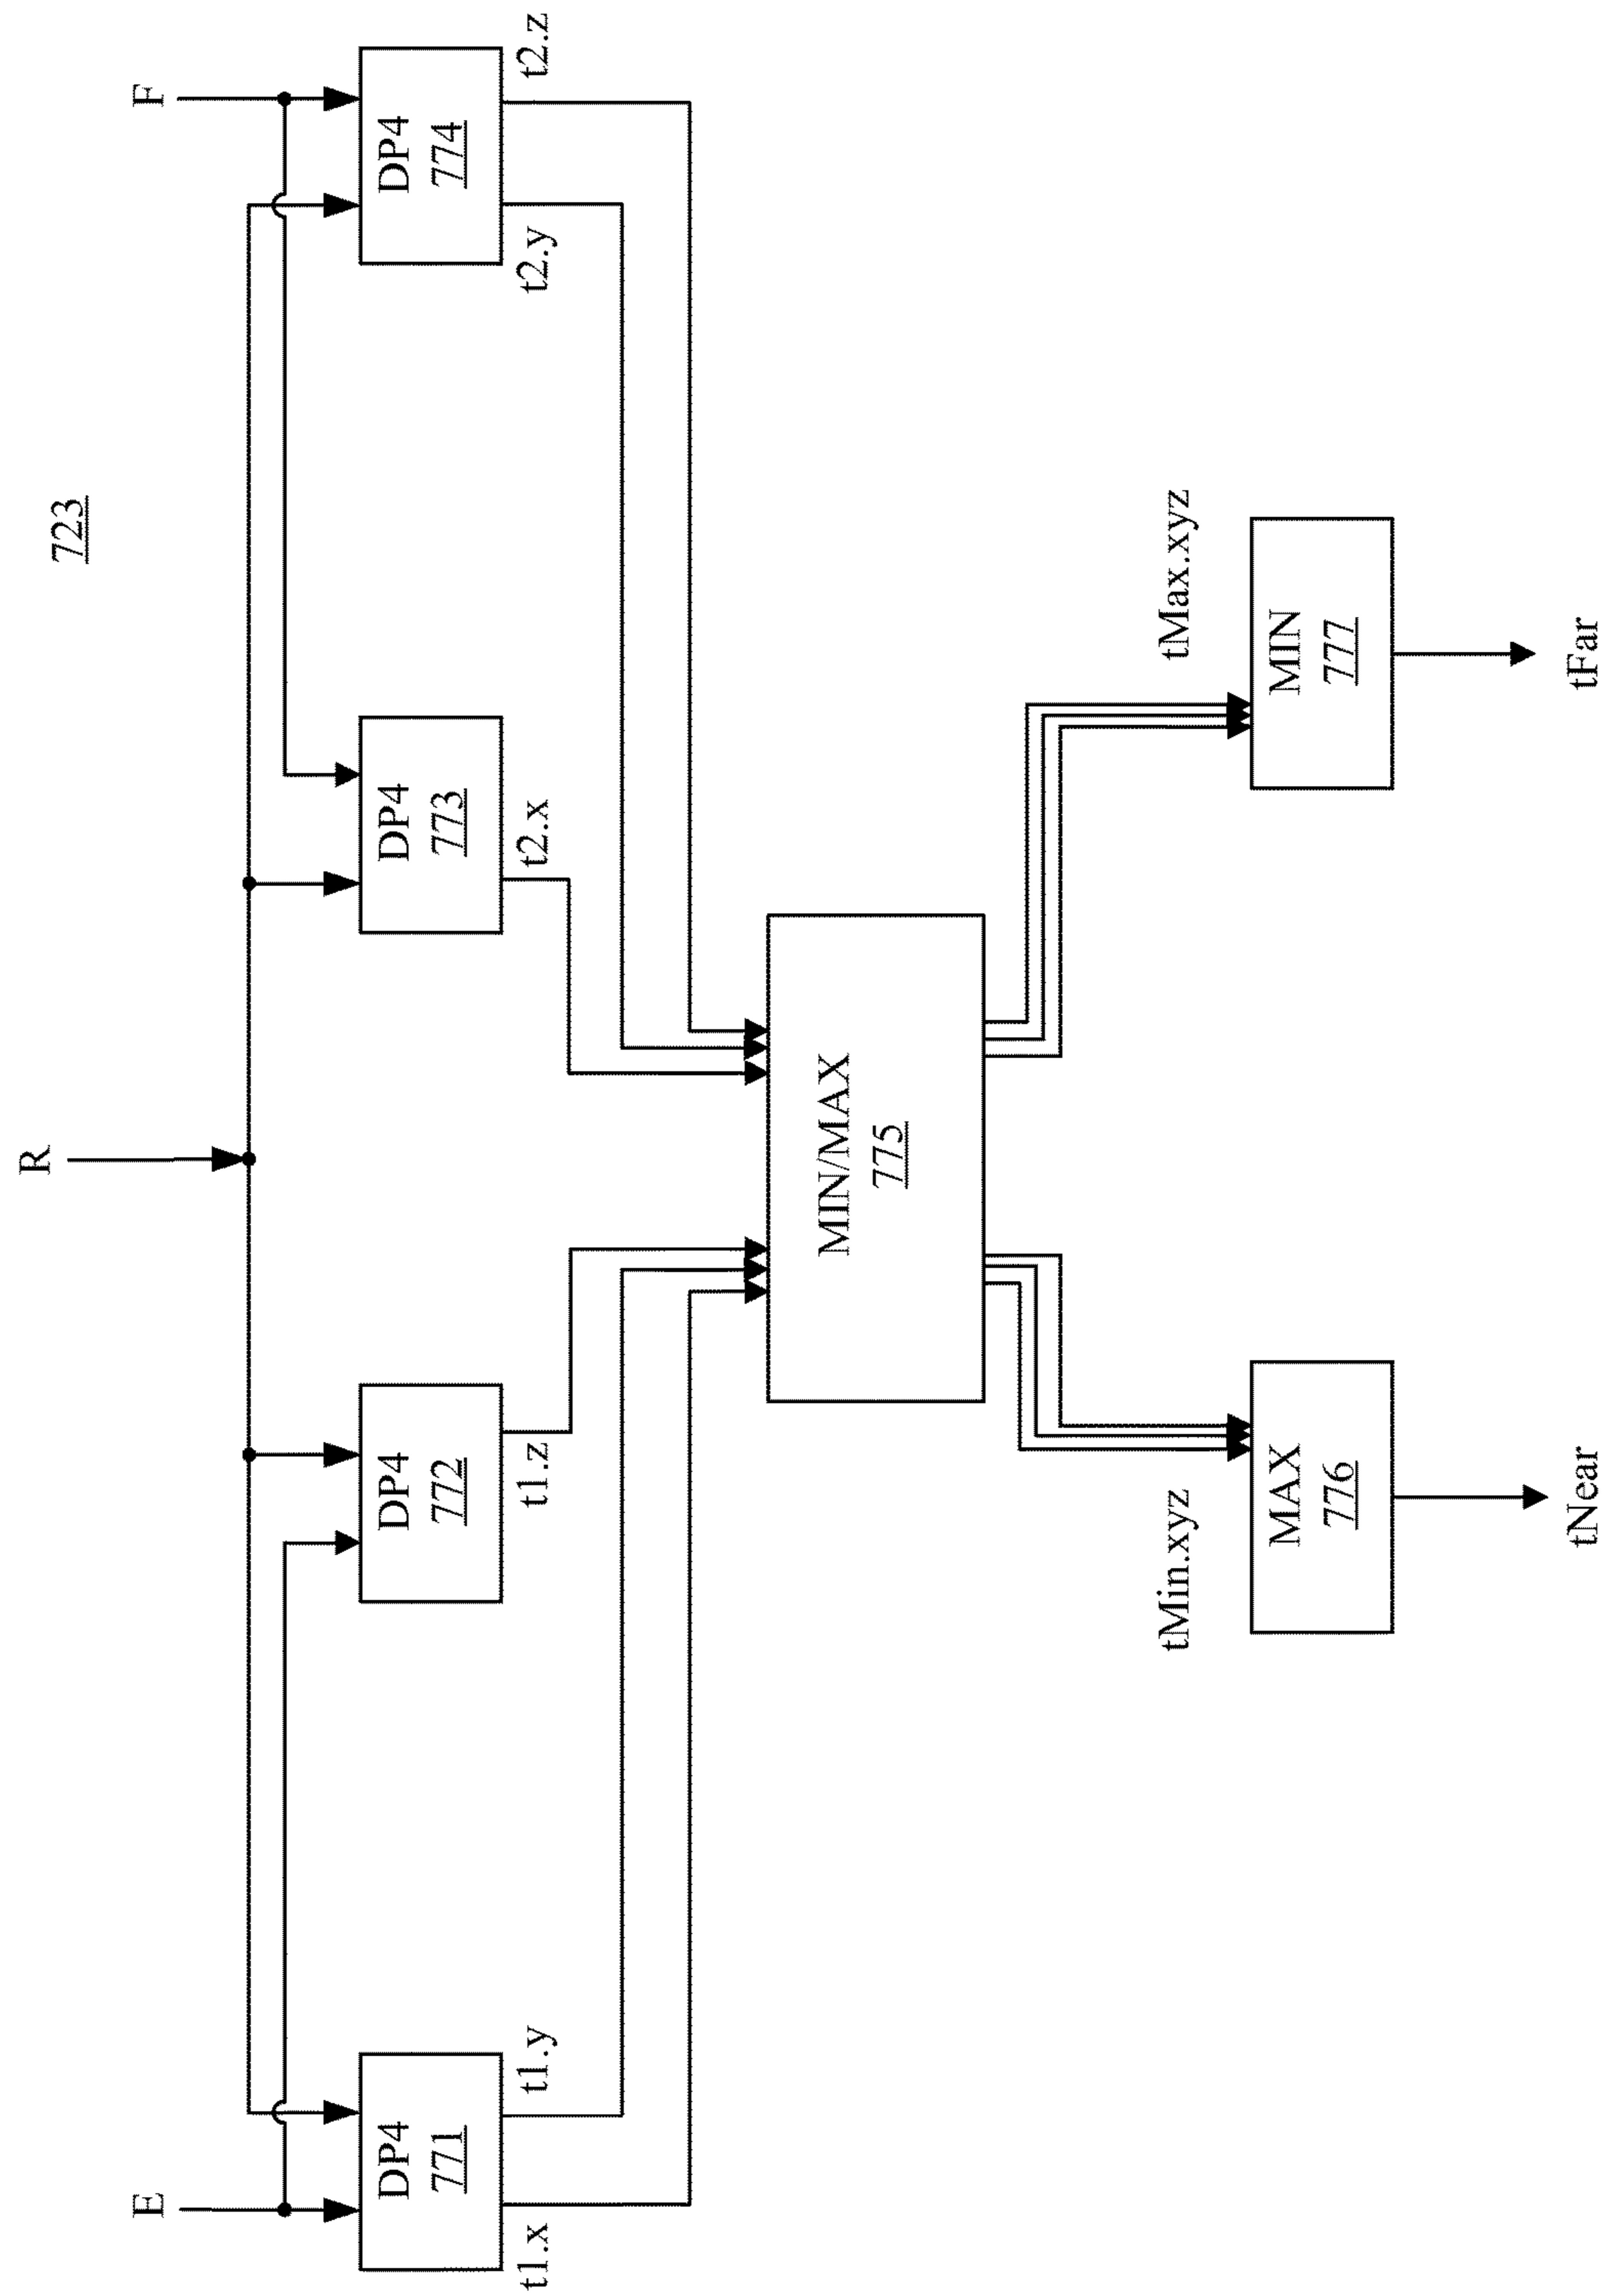 723
R
E
F
DP4
771
DP4
772
DP4
773
DP4
774
t1.x
t1.y
t1.z
t2.x
t2.y
t2.z
MIN/MAX
775
tMin.xyz
tMax.xyz
MAX
776
MIN
777
tNear
tFar